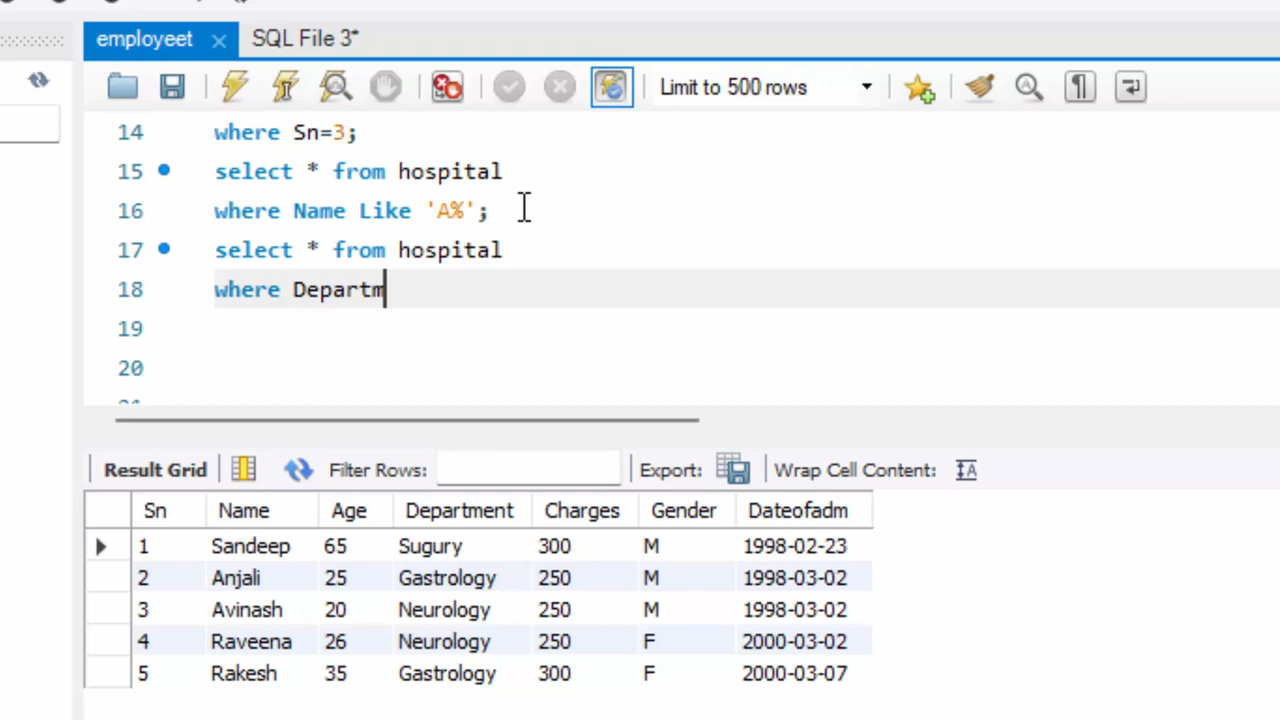 employeet SQL File 3*
Limit to 500 rows
14 where Sn=3;
15 select * from hospital
16 where Name Like 'A%';
17 select * from hospital
18 where Departm
19
20
Result Grid Filter Rows: Export: Wrap Cell Content: IA
Sn Name Age Department Charges Gender Dateofadm
1 Sandeep 65 Sugury 300 M 1998-02-23
2 Anjali 25 Gastrology 250 M 1998-03-02
3 Avinash 20 Neurology 250 M 1998-03-02
4 Raveena 26 Neurology 250 F 2000-03-02
5 Rakesh 35 Gastrology 300 F 2000-03-07